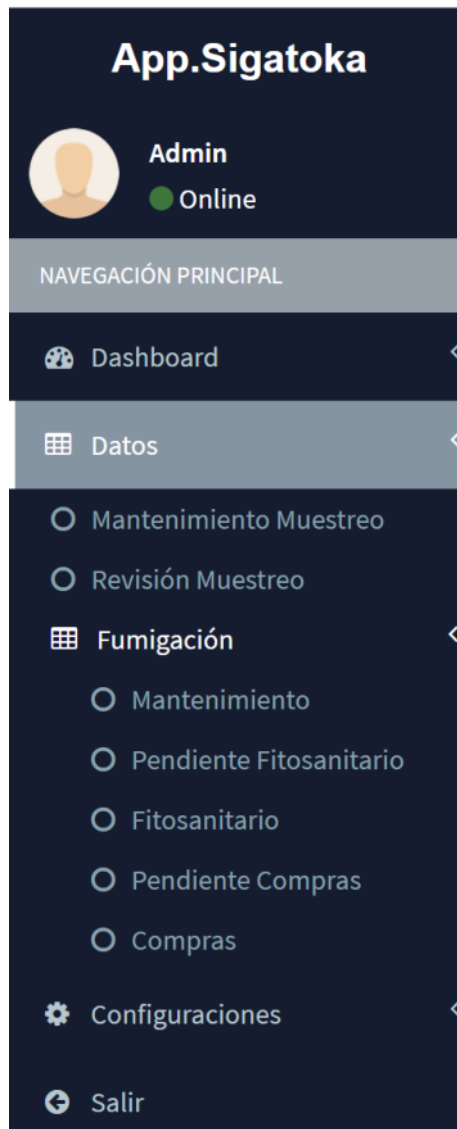 App.Sigatoka
Admin
Online
NAVEGACIÓN PRINCIPAL
Dashboard
Datos
Mantenimiento Muestreo
Revisión Muestreo
Fumigación
Mantenimiento
Pendiente Fitosanitario
Fitosanitario
Pendiente Compras
Compras
Configuraciones
Salir